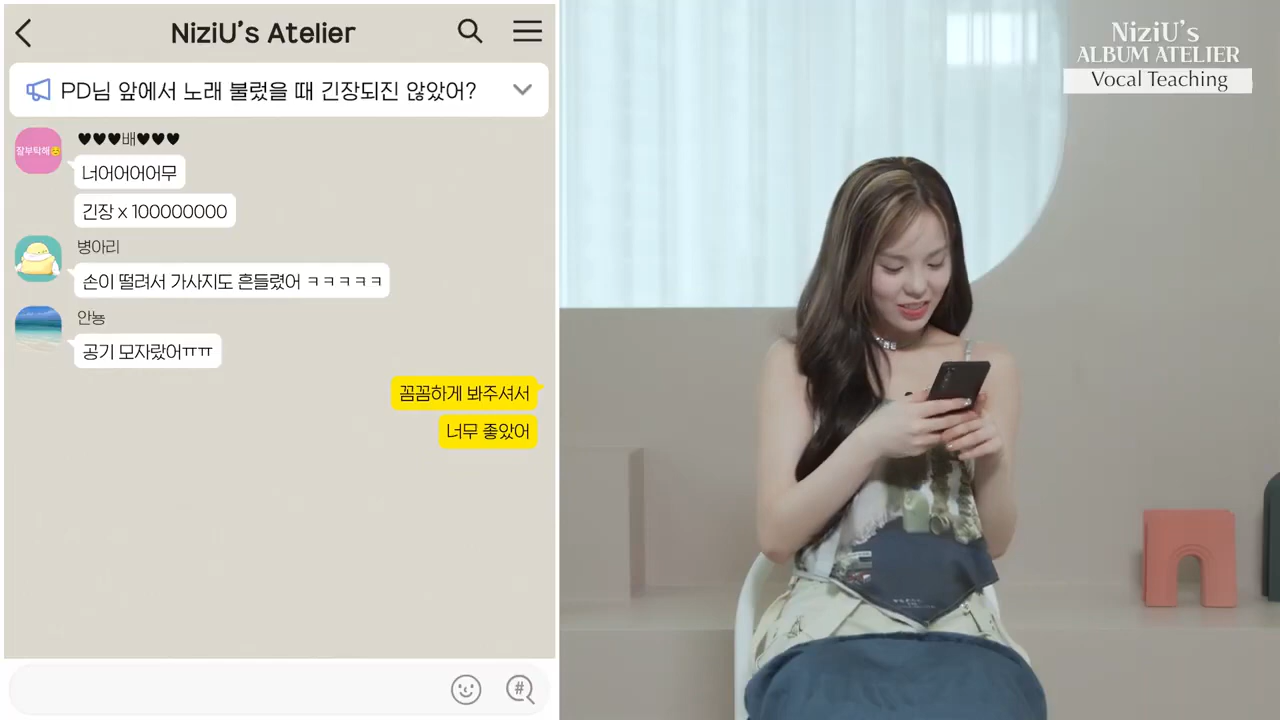 NiziU's Atelier
PD님 앞에서 노래 불렀을 때 긴장되진 않았어?
잠부탁해
♥♥♥배♥♥♥
너어어어어무
긴장 x 100000000
병아리
손이 떨려서 가사지도 흔들렸어 ㅋㅋㅋㅋㅋ
안뇽
공기 모자랐어ㅠㅠ
꼼꼼하게 봐주셔서
너무 좋았어
#
NiziU's
ALBUM ATELIER
Vocal Teaching